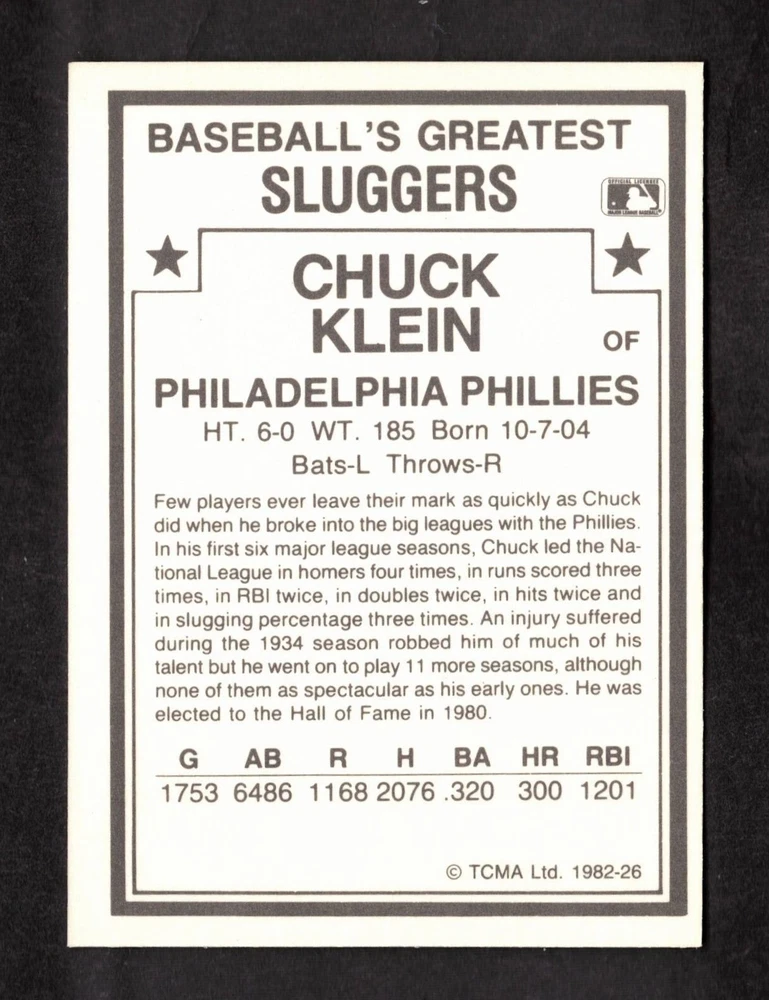 BASEBALL'S GREATEST
SLUGGERS
OFFICIAL LICENSEE
MAJOR LEAGUE BASEBALL
CHUCK
KLEIN
OF
PHILADELPHIA PHILLIES
HT. 6-0 WT. 185 Born 10-7-04
Bats-L Throws-R
Few players ever leave their mark as quickly as Chuck
did when he broke into the big leagues with the Phillies.
In his first six major league seasons, Chuck led the Na-
tional League in homers four times, in runs scored three
times, in RBI twice, in doubles twice, in hits twice and
in slugging percentage three times. An injury suffered
during the 1934 season robbed him of much of his
talent but he went on to play 11 more seasons, although
none of them as spectacular as his early ones. He was
elected to the Hall of Fame in 1980.
G AB R H BA HR RBI
1753 6486 1168 2076 .320 300 1201
© TCMA Ltd. 1982-26